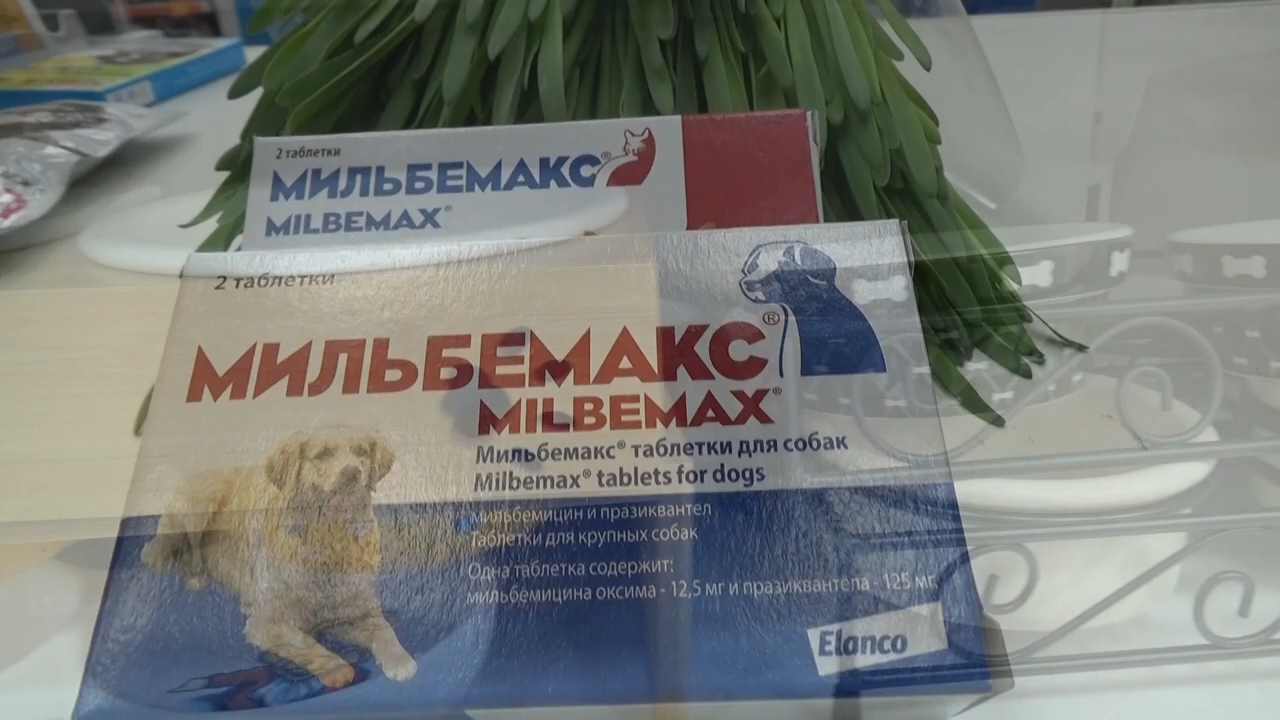 2 таблетки
МИЛЬБЕМАКС®
MILBEMAX®
2 таблетки
МИЛЬБЕМАКС®
MILBEMAX®
Мильбемакс® таблетки для собак
Milbemax® tablets for dogs
мильбемицин и празиквантел
Таблетки для крупных собак
Одна таблетка содержит:
мильбемицина оксима - 12,5 мг и празиквантела - 125 мг.
Elanco